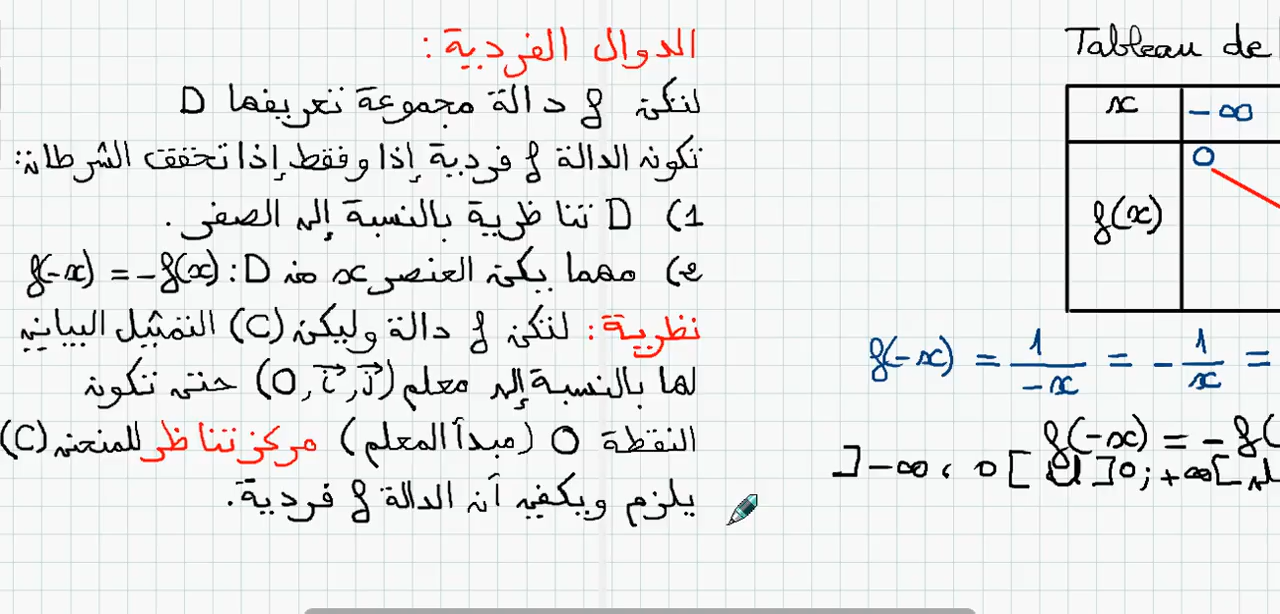 الدوال الفردية :
لتكن f دالة مجموعة تعريفها D
تكون الدالة f فردية إذا وفقط إذا تحقق الشرطان:
1) D تناظرية بالنسبة إلى الصفر.
2) مهما يكن العنصر x من D : f(-x) = -f(x)
نظرية : لتكن f دالة وليكن (C) التمثيل البياني
لها بالنسبة إلى معلم (O, i⃗, j⃗) حتى تكون
النقطة O (مبدأ المعلم) مركز تناظر للمنحنى (C)
يلزم ويكفي أن الدالة f فردية.
Tableau de
x -∞
0
f(x)
f(-x) = 1/-x = - 1/x =
f(-x) = - f(
]-∞ , 0[ U ]0 ; +∞[